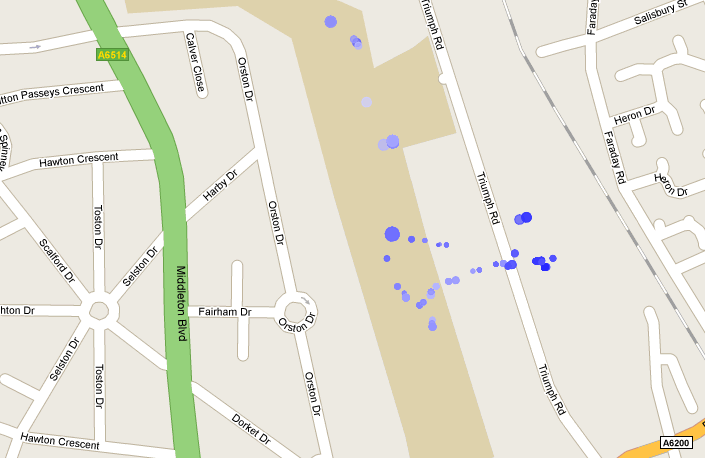 Salisbury St
Faraday
Triumph Rd
Calver Close
A6514
Orston Dr
Passeys Crescent
Heron Dr
Faraday Rd
Hawton Crescent
Harby Dr
Heron Dr
Triumph Rd
Toston Dr
Orston Dr
Scalford Dr
Selston Dr
Middleton Blvd
Fairham Dr
Orston Dr
Selston Dr
Toston Dr
Orston Dr
Triumph Rd
Dorket Dr
Hawton Crescent
A6200